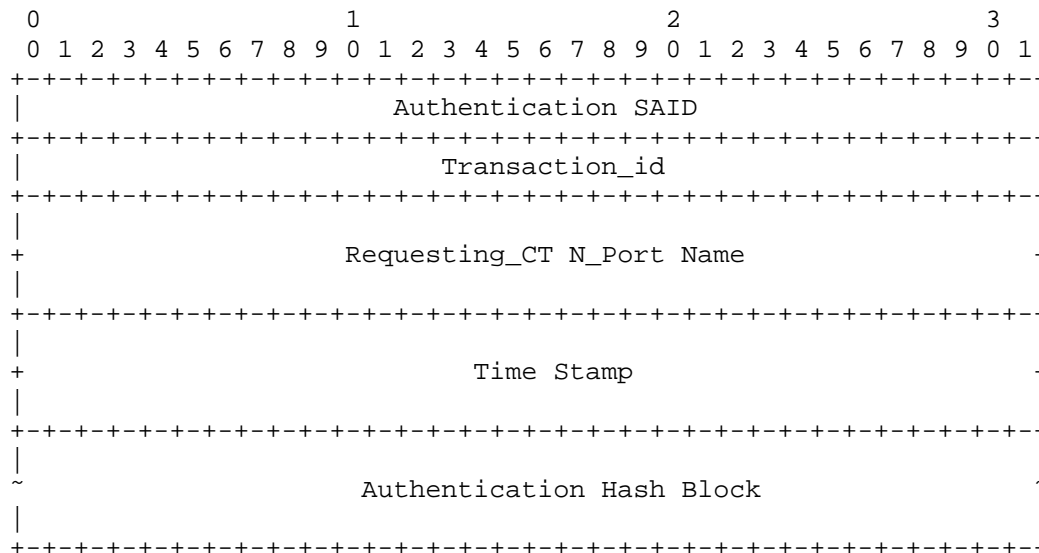 0                   1                   2                   3
0 1 2 3 4 5 6 7 8 9 0 1 2 3 4 5 6 7 8 9 0 1 2 3 4 5 6 7 8 9 0 1
+-+-+-+-+-+-+-+-+-+-+-+-+-+-+-+-+-+-+-+-+-+-+-+-+-+-+-+-+-+-+-+-
|                       Authentication SAID
+-+-+-+-+-+-+-+-+-+-+-+-+-+-+-+-+-+-+-+-+-+-+-+-+-+-+-+-+-+-+-+-
|                          Transaction_id
+-+-+-+-+-+-+-+-+-+-+-+-+-+-+-+-+-+-+-+-+-+-+-+-+-+-+-+-+-+-+-+-
|
+                    Requesting_CT N_Port Name                  -
|
+-+-+-+-+-+-+-+-+-+-+-+-+-+-+-+-+-+-+-+-+-+-+-+-+-+-+-+-+-+-+-+-
|
+                            Time Stamp                         -
|
+-+-+-+-+-+-+-+-+-+-+-+-+-+-+-+-+-+-+-+-+-+-+-+-+-+-+-+-+-+-+-+-
|
~                     Authentication Hash Block                 ~
|
+-+-+-+-+-+-+-+-+-+-+-+-+-+-+-+-+-+-+-+-+-+-+-+-+-+-+-+-+-+-+-+-